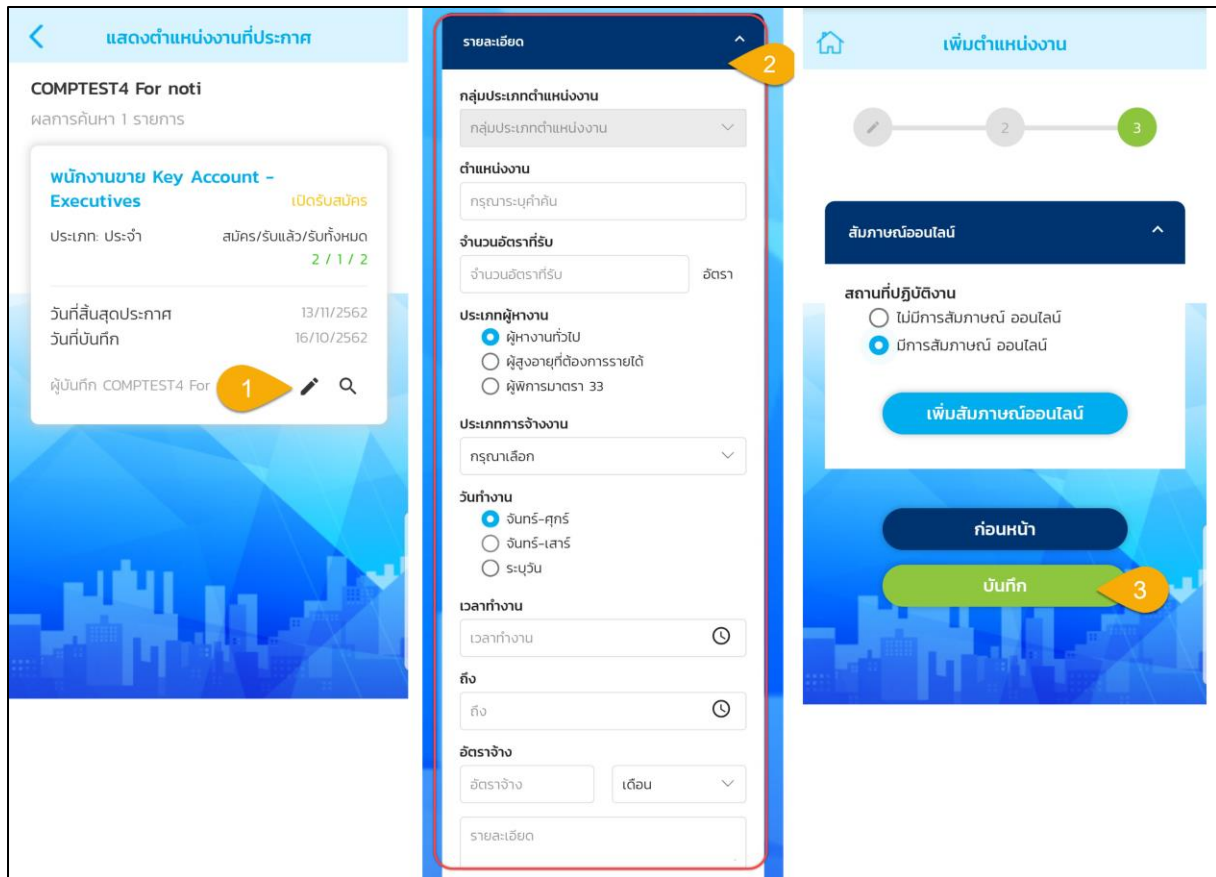 แสดงตำแหน่งงานที่ประกาศ
COMPTEST4 For noti
ผลการค้นหา 1 รายการ
พนักงานขาย Key Account -
Executives
เปิดรับสมัคร
ประเภท: ประจำ
สมัคร/รับแล้ว/รับทั้งหมด
2 / 1 / 2
วันที่สิ้นสุดประกาศ
13/11/2562
วันที่บันทึก
16/10/2562
ผู้บันทึก COMPTEST4 For
1
รายละเอียด
2
กลุ่มประเภทตำแหน่งงาน
กลุ่มประเภทตำแหน่งงาน
ตำแหน่งงาน
กรุณาระบุคำค้น
จำนวนอัตราที่รับ
จำนวนอัตราที่รับ
อัตรา
ประเภทผู้หางาน
ผู้หางานทั่วไป
ผู้สูงอายุที่ต้องการรายได้
ผู้พิการมาตรา 33
ประเภทการจ้างงาน
กรุณาเลือก
วันทำงาน
จันทร์-ศุกร์
จันทร์-เสาร์
ระบุวัน
เวลาทำงาน
เวลาทำงาน
ถึง
ถึง
อัตราจ้าง
อัตราจ้าง
เดือน
รายละเอียด
เพิ่มตำแหน่งงาน
2
3
สัมภาษณ์ออนไลน์
สถานที่ปฏิบัติงาน
ไม่มีการสัมภาษณ์ ออนไลน์
มีการสัมภาษณ์ ออนไลน์
เพิ่มสัมภาษณ์ออนไลน์
ก่อนหน้า
บันทึก
3